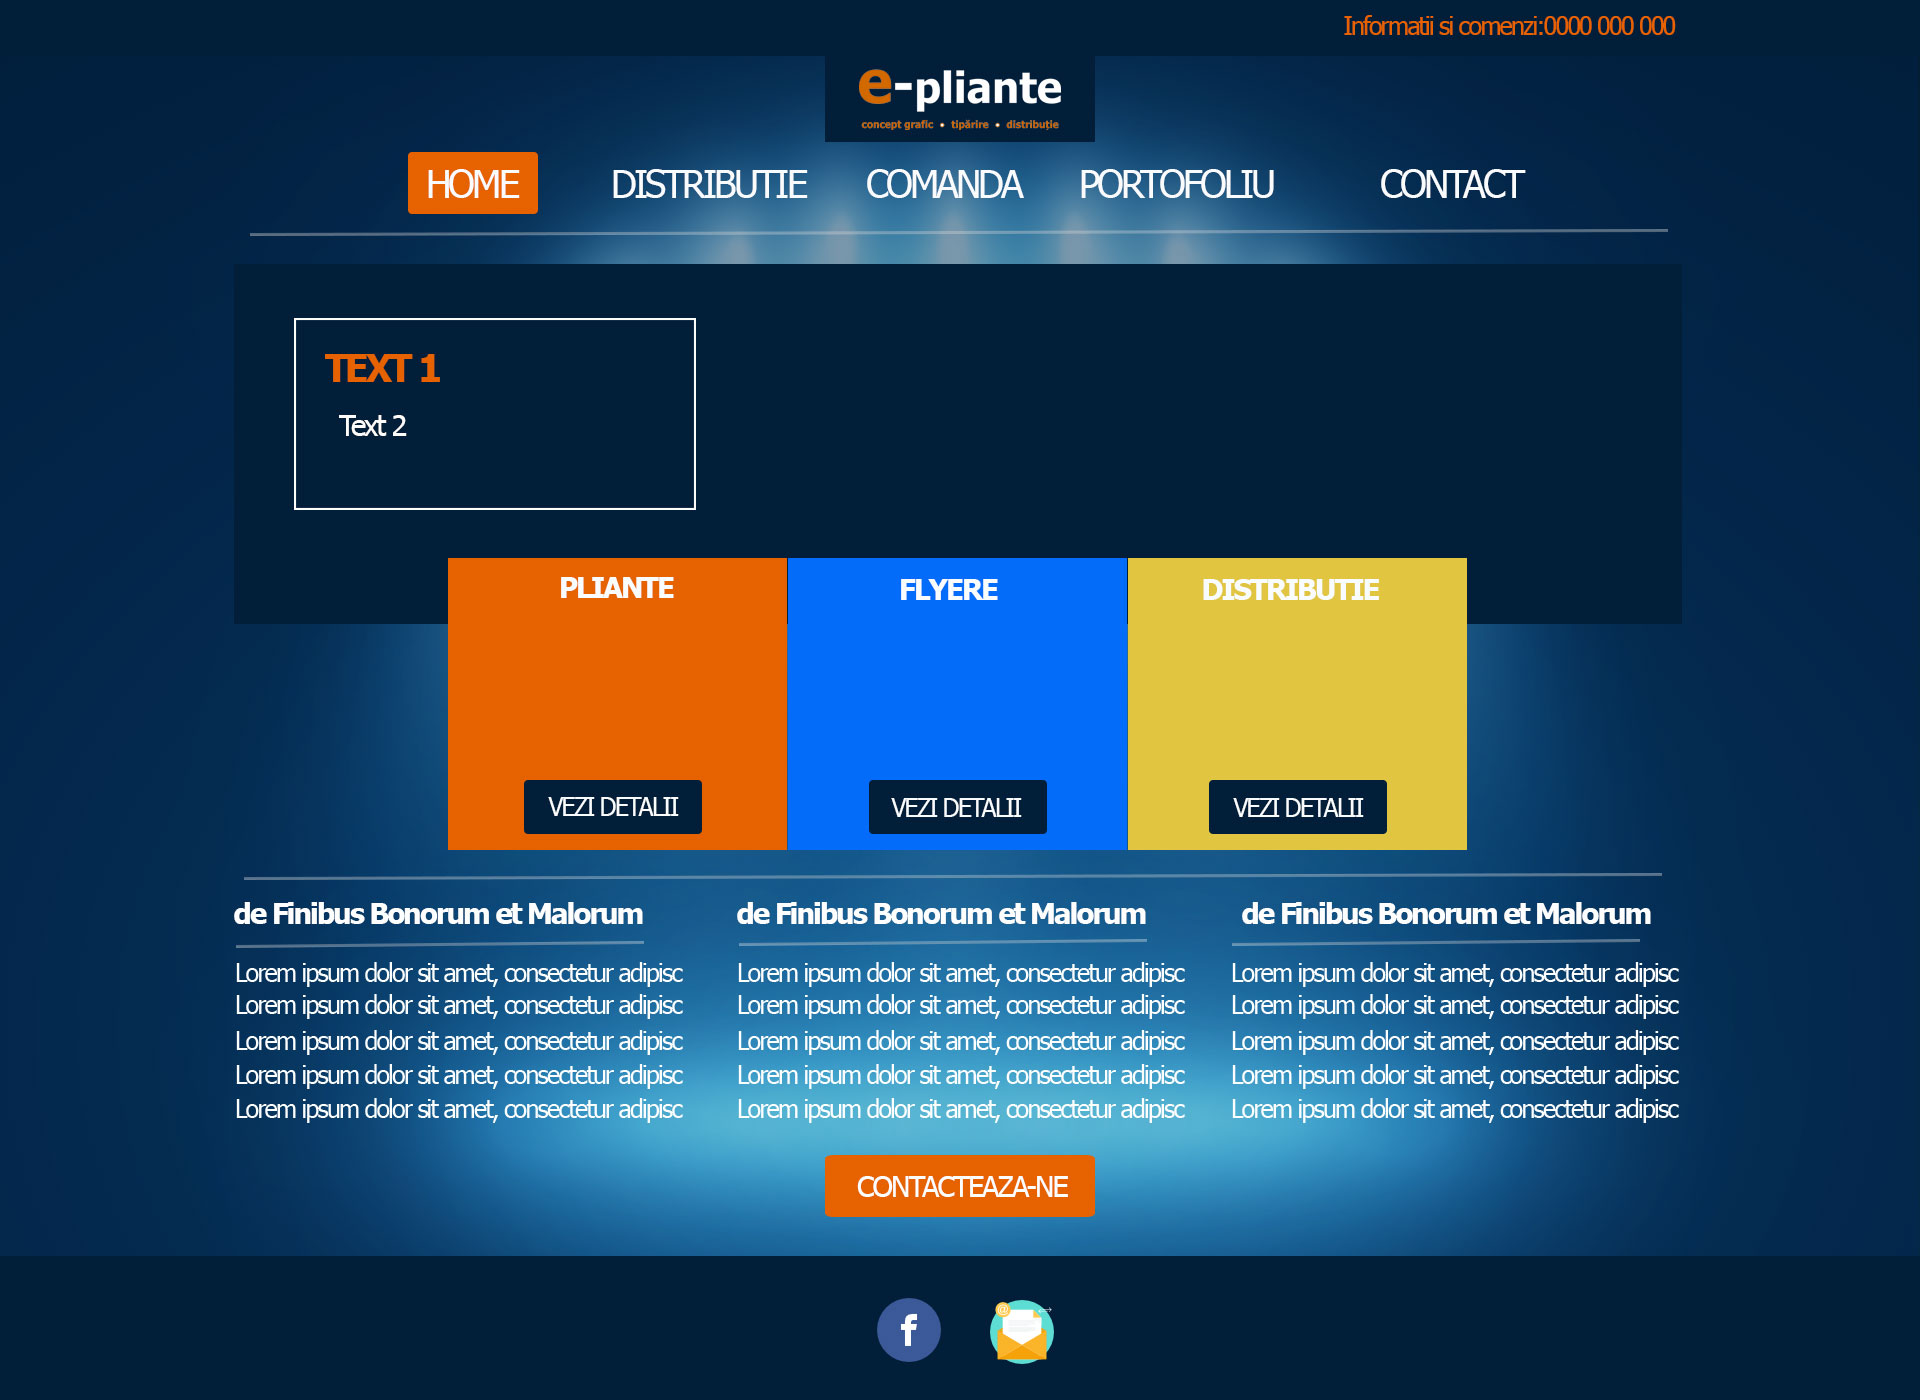 Informatii si comenzi:0000 000 000
e-pliante
concept grafic • tipărire • distribuție
HOME DISTRIBUTIE COMANDA PORTOFOLIU CONTACT
TEXT 1
Text 2
PLIANTE FLYERE DISTRIBUTIE
VEZI DETALII VEZI DETALII VEZI DETALII
de Finibus Bonorum et Malorum
Lorem ipsum dolor sit amet, consectetur adipisc
Lorem ipsum dolor sit amet, consectetur adipisc
Lorem ipsum dolor sit amet, consectetur adipisc
Lorem ipsum dolor sit amet, consectetur adipisc
Lorem ipsum dolor sit amet, consectetur adipisc
de Finibus Bonorum et Malorum
Lorem ipsum dolor sit amet, consectetur adipisc
Lorem ipsum dolor sit amet, consectetur adipisc
Lorem ipsum dolor sit amet, consectetur adipisc
Lorem ipsum dolor sit amet, consectetur adipisc
Lorem ipsum dolor sit amet, consectetur adipisc
de Finibus Bonorum et Malorum
Lorem ipsum dolor sit amet, consectetur adipisc
Lorem ipsum dolor sit amet, consectetur adipisc
Lorem ipsum dolor sit amet, consectetur adipisc
Lorem ipsum dolor sit amet, consectetur adipisc
Lorem ipsum dolor sit amet, consectetur adipisc
CONTACTEAZA-NE
f
@